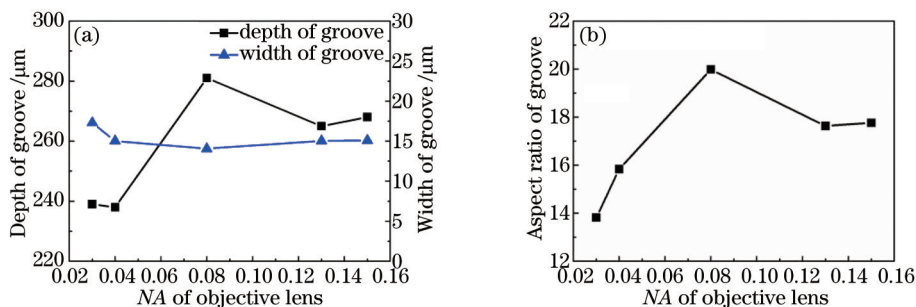 (a)
depth of groove
width of groove
Depth of groove /μm
300
280
260
240
220
Width of groove /μm
30
25
20
15
10
5
0
0.02 0.04 0.06 0.08 0.10 0.12 0.14 0.16
NA of objective lens
(b)
Aspect ratio of groove
22
20
18
16
14
12
0.02 0.04 0.06 0.08 0.10 0.12 0.14 0.16
NA of objective lens